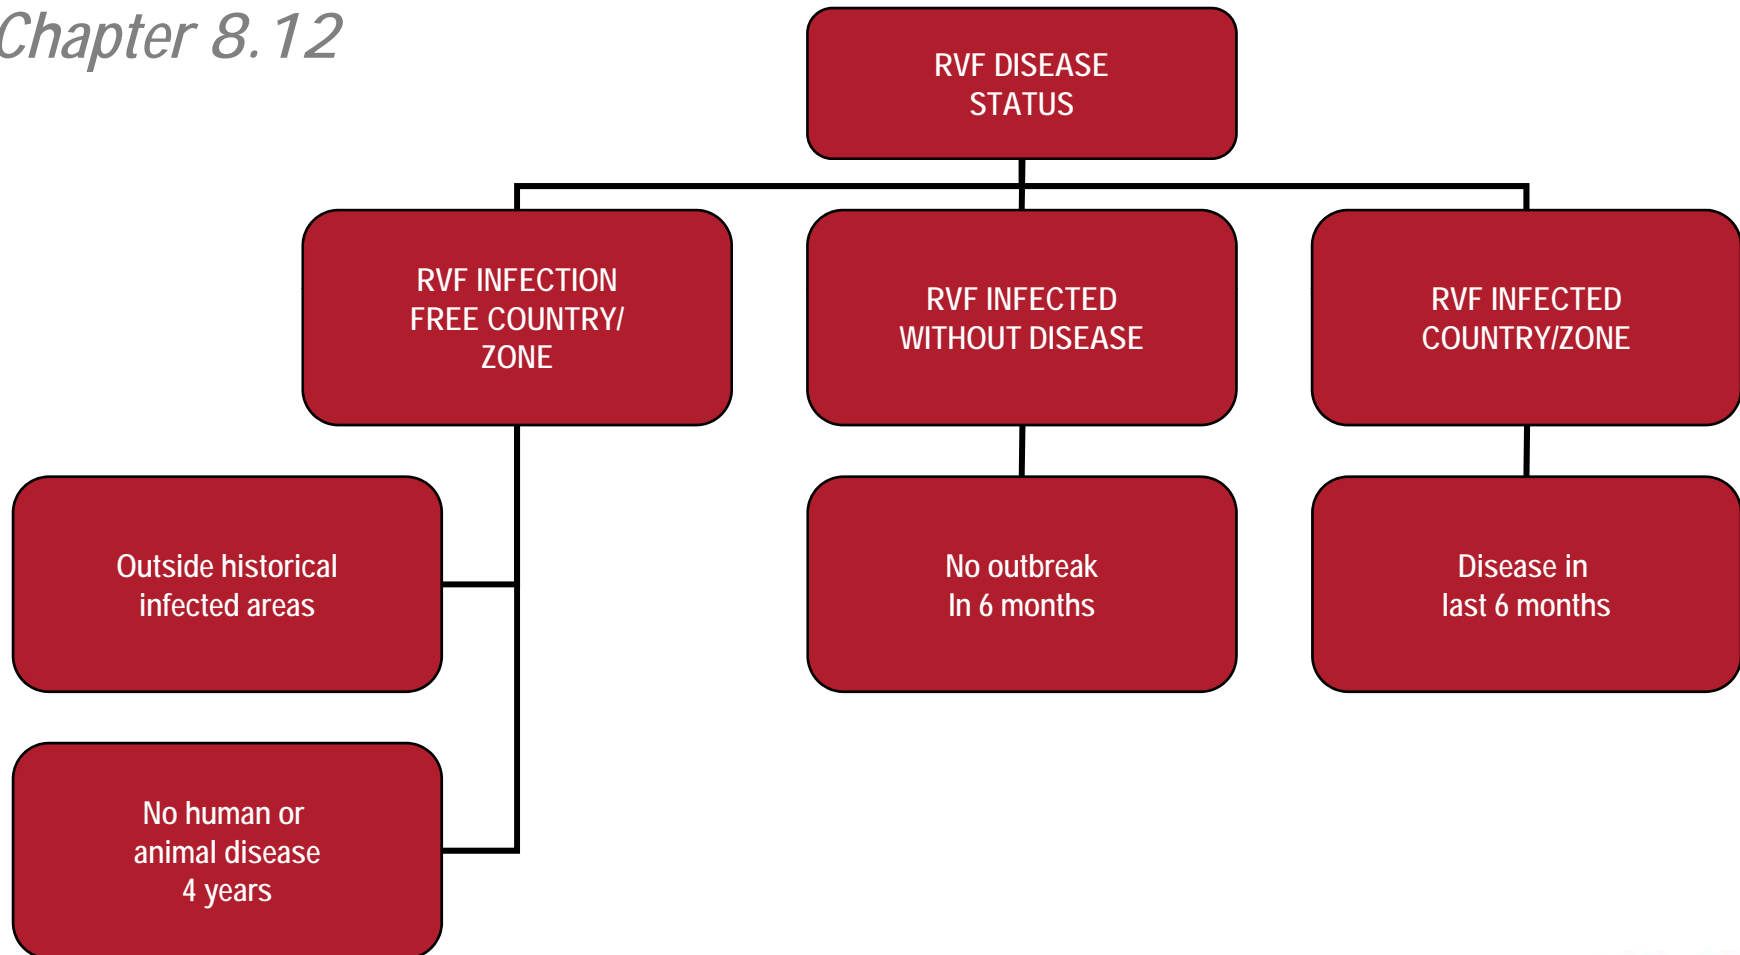 Chapter 8.12
RVF DISEASE
STATUS
RVF INFECTION
FREE COUNTRY/
ZONE
RVF INFECTED
WITHOUT DISEASE
RVF INFECTED
COUNTRY/ZONE
Outside historical
infected areas
No outbreak
In 6 months
Disease in
last 6 months
No human or
animal disease
4 years